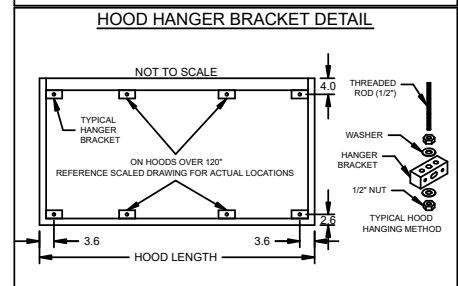 HOOD HANGER BRACKET DETAIL
NOT TO SCALE
4.0
TYPICAL
HANGER
BRACKET
ON HOODS OVER 120"
REFERENCE SCALED DRAWING FOR ACTUAL LOCATIONS
2.6
3.6
3.6
HOOD LENGTH
THREADED
ROD (1/2")
WASHER
HANGER
BRACKET
1/2" NUT
TYPICAL HOOD
HANGING METHOD